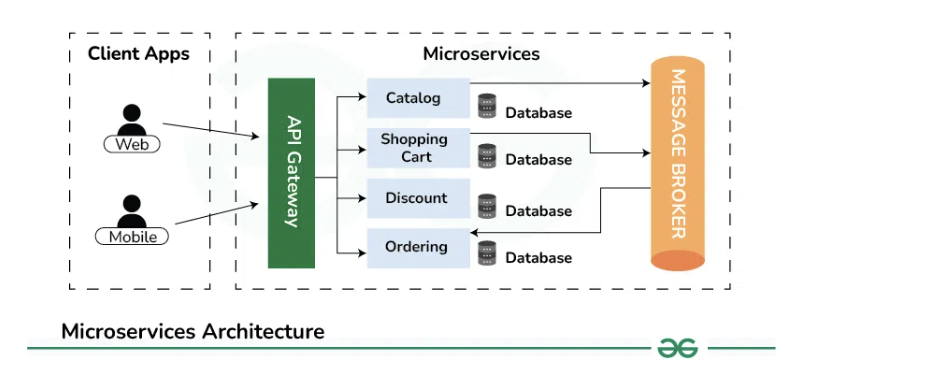 Client Apps
Microservices
Web
Mobile
API Gateway
Catalog
Database
Shopping
Cart
Database
Discount
Database
Ordering
Database
MESSAGE BROKER
Microservices Architecture